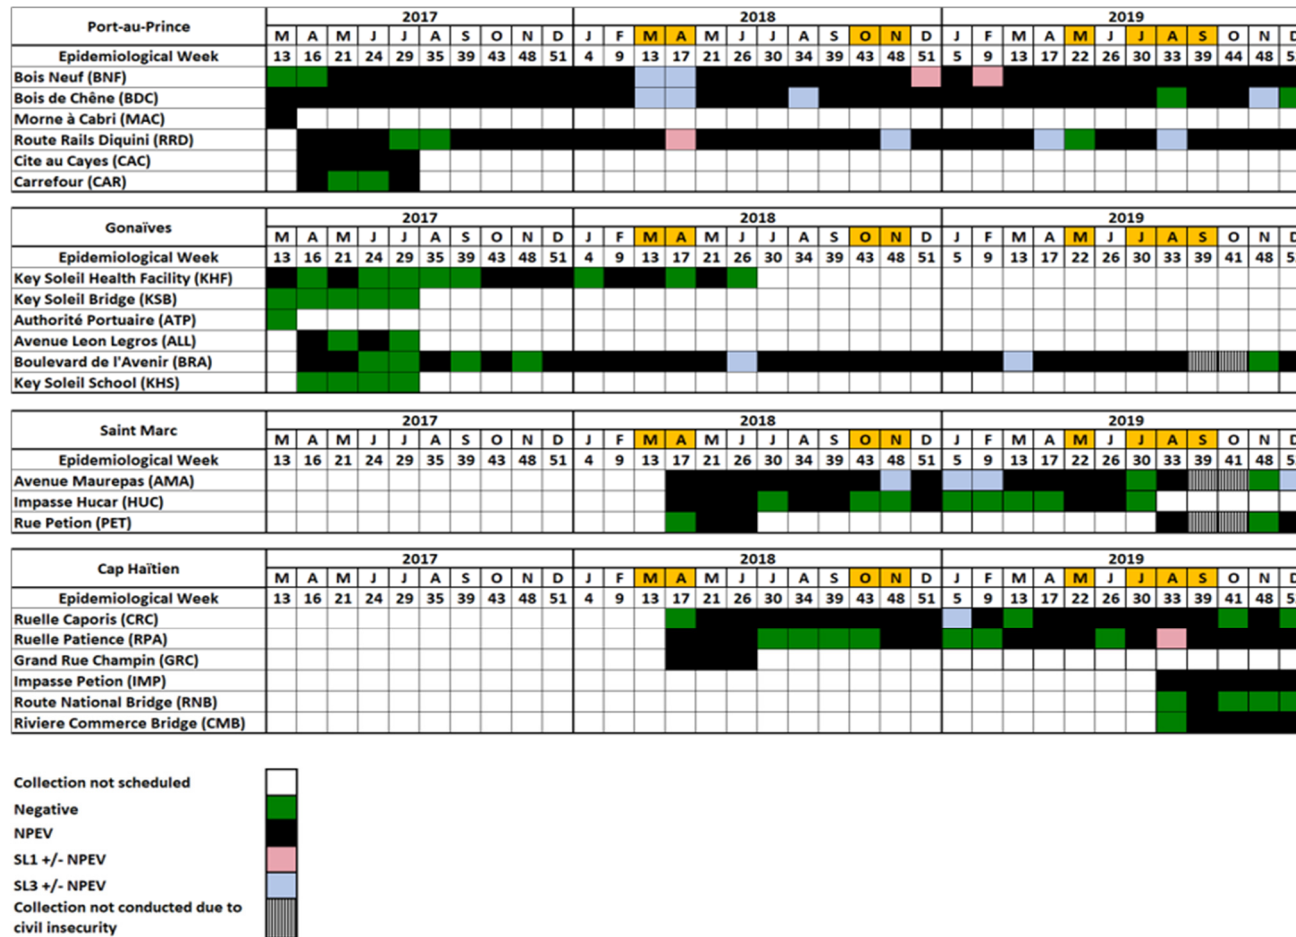 2017 2018 2019
Port-au-Prince
M A M J J A S O N D J F M A M J J A S O N D J F M A M J J A S O N D
Epidemiological Week 13 16 21 24 29 35 39 43 48 51 4 9 13 17 21 26 30 34 39 43 48 51 5 9 13 17 22 26 30 33 39 44 48
Bois Neuf (BNF)
Bois de Chêne (BDC)
Morne à Cabri (MAC)
Route Rails Diquini (RRD)
Cite au Cayes (CAC)
Carrefour (CAR)
2017 2018 2019
Gonaïves
M A M J J A S O N D J F M A M J J A S O N D J F M A M J J A S O N D
Epidemiological Week 13 16 21 24 29 35 39 43 48 51 4 9 13 17 21 26 30 34 39 43 48 51 5 9 13 17 22 26 30 33 39 41 48
Key Soleil Health Facility (KHF)
Key Soleil Bridge (KSB)
Authorité Portuaire (ATP)
Avenue Leon Legros (ALL)
Boulevard de l'Avenir (BRA)
Key Soleil School (KHS)
2017 2018 2019
Saint Marc
M A M J J A S O N D J F M A M J J A S O N D J F M A M J J A S O N D
Epidemiological Week 13 16 21 24 29 35 39 43 48 51 4 9 13 17 21 26 30 34 39 43 48 51 5 9 13 17 22 26 30 33 39 41 48
Avenue Maurepas (AMA)
Impasse Hucar (HUC)
Rue Petion (PET)
2017 2018 2019
Cap Haïtien
M A M J J A S O N D J F M A M J J A S O N D J F M A M J J A S O N D
Epidemiological Week 13 16 21 24 29 35 39 43 48 51 4 9 13 17 21 26 30 34 39 43 48 51 5 9 13 17 22 26 30 33 39 41 48
Ruelle Caporis (CRC)
Ruelle Patience (RPA)
Grand Rue Champin (GRC)
Impasse Petion (IMP)
Route National Bridge (RNB)
Riviere Commerce Bridge (CMB)
Collection not scheduled
Negative
NPEV
SL1 +/- NPEV
SL3 +/- NPEV
Collection not conducted due to
civil insecurity